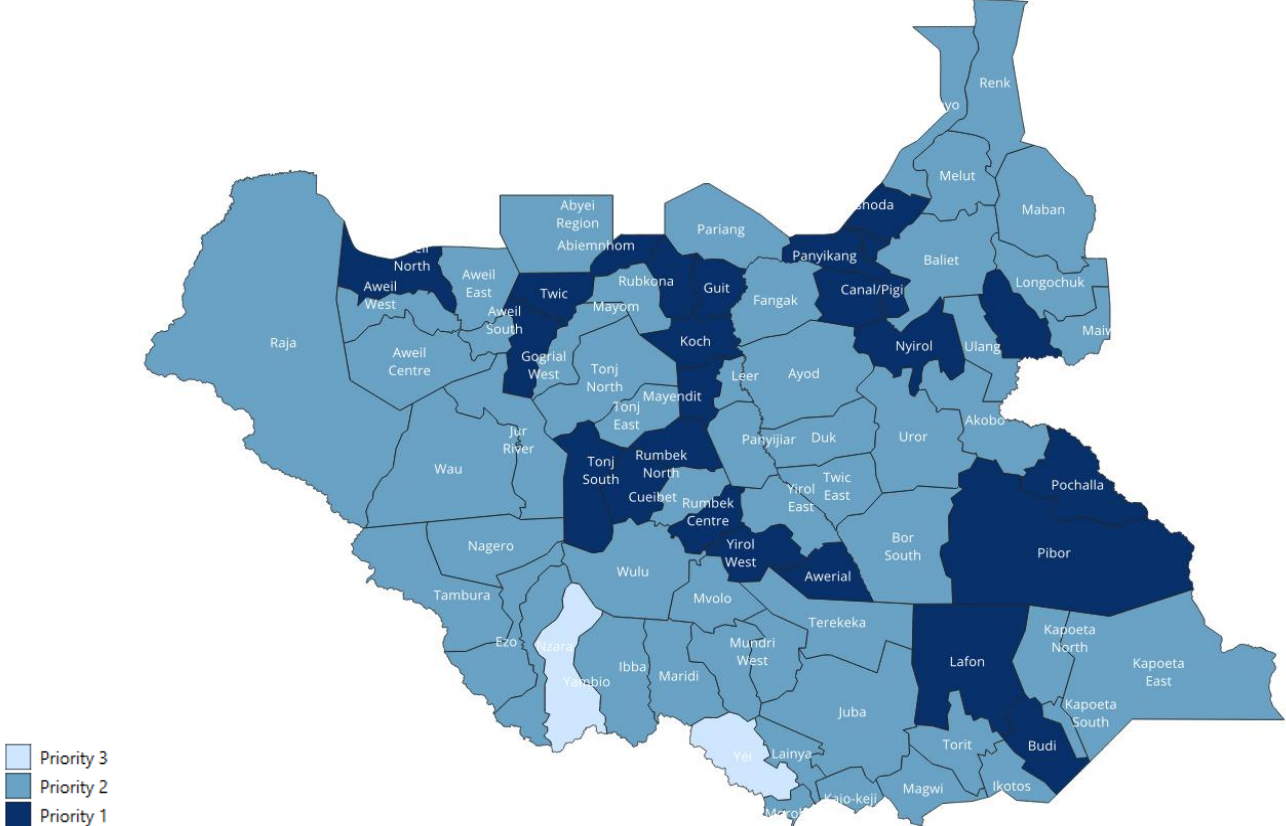 Renk
Melut
Maban
Abyei
Region
Abiemnhom
Pariang
Panyikang
Baliet
Longochuk
North
Aweil
East
Aweil
West
Twic
Rubkona
Guit
Canal/Pigi
Mayom
Fangak
Aweil
South
Raja
Aweil
Centre
Gogrial
West
Koch
Nyirol
Ulang
Tonj
North
Leer
Ayod
Mayendit
Tonj
East
Akobo
Jur
River
Panyijiar
Duk
Uror
Wau
Tonj
South
Rumbek
North
Cueibet
Rumbek
Centre
Yirol
East
Twic
East
Pochalla
Yirol
West
Bor
South
Pibor
Nagero
Wulu
Awerial
Tambura
Mvolo
Terekeka
Ezo
Nzara
Yambio
Ibba
Maridi
Mundri
West
Lafon
Kapoeta
North
Kapoeta
East
Kapoeta
South
Juba
Yei
Lainya
Torit
Budi
Kajo-keji
Magwi
Ikotos
Priority 3
Priority 2
Priority 1